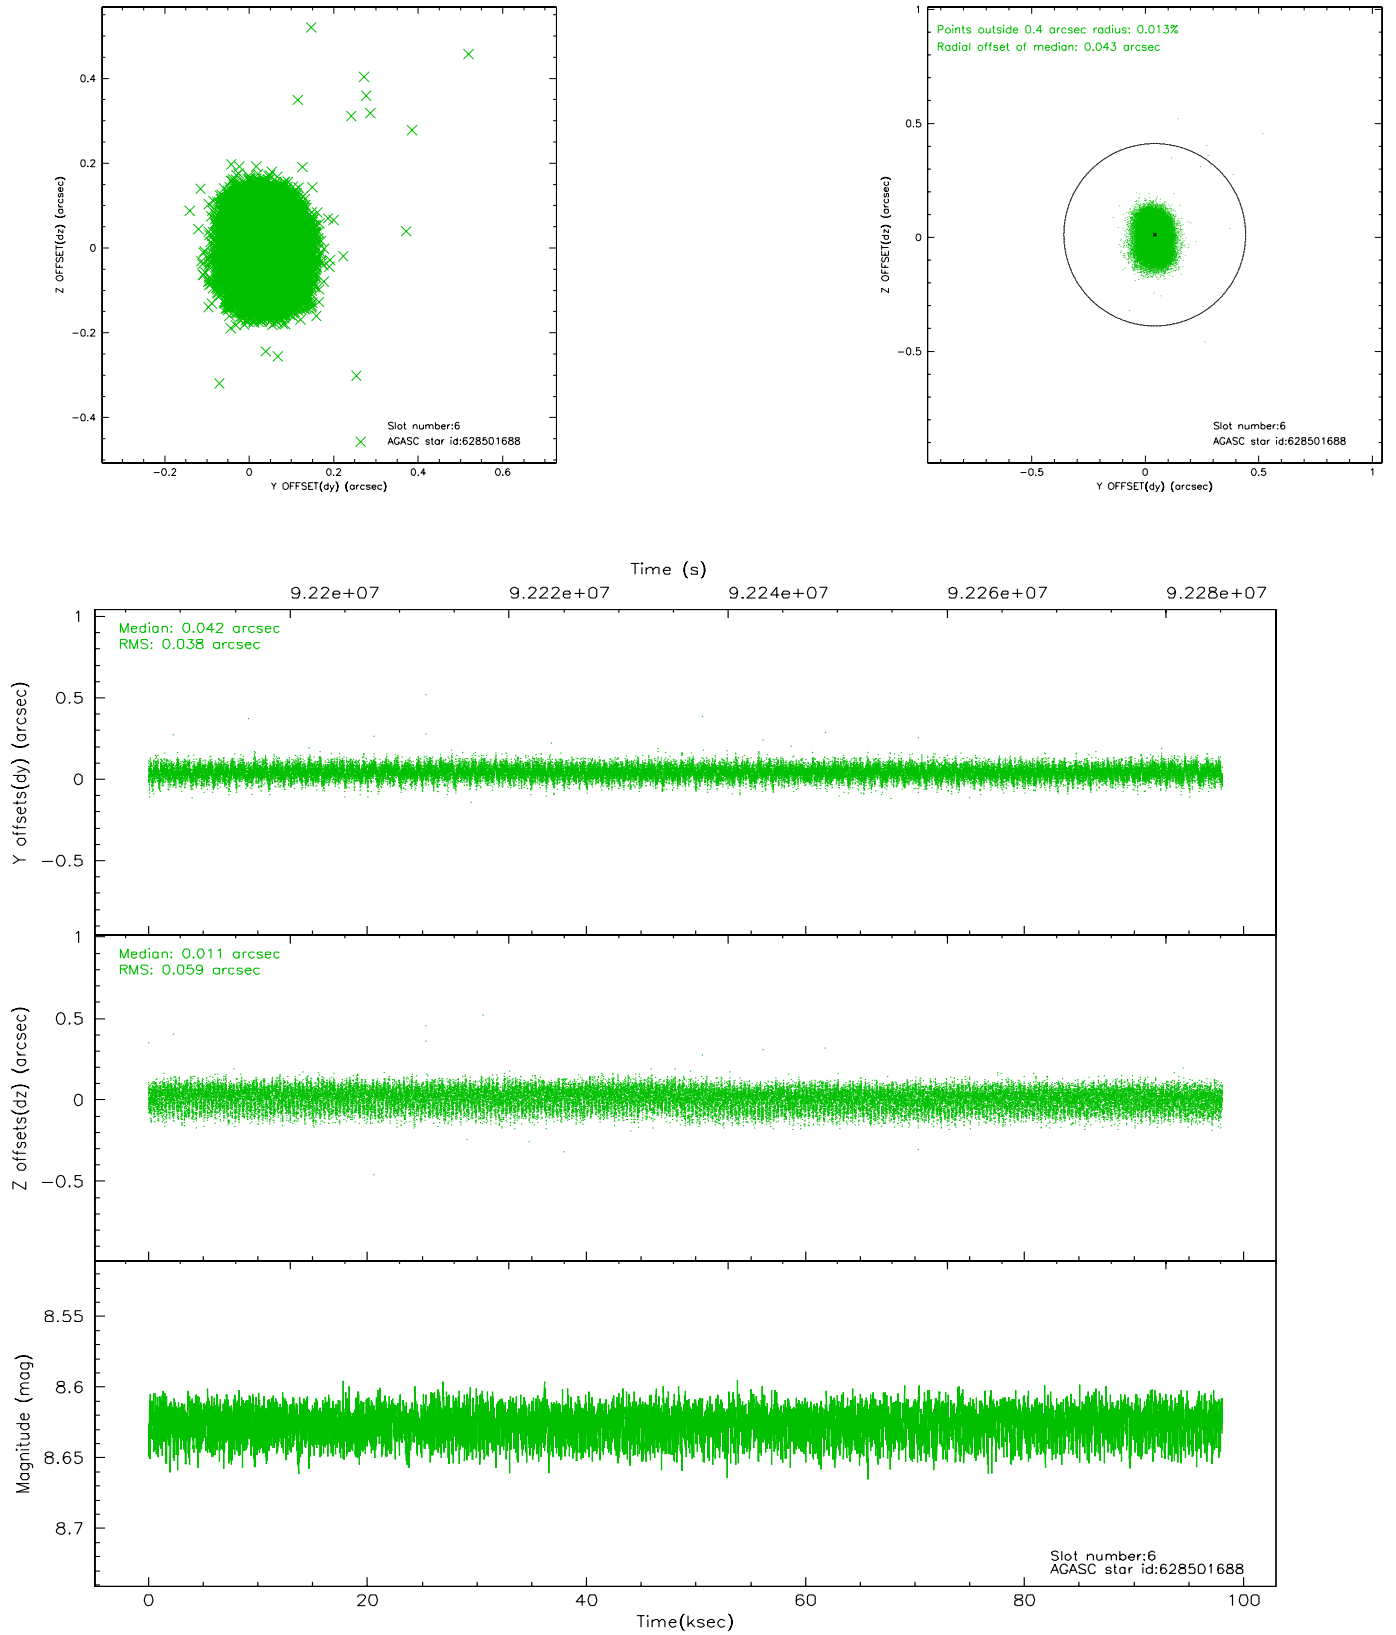 0.4
0.2
0
−0.2
−0.4
Z OFFSET(dz) (arcsec)
Slot number:6
AGASC star id:628501688
−0.2 0 0.2 0.4 0.6
Y OFFSET(dy) (arcsec)
Points outside 0.4 arcsec radius: 0.013%
Radial offset of median: 0.043 arcsec
1
0.5
0
−0.5
Z OFFSET(dz) (arcsec)
Slot number:6
AGASC star id:628501688
−0.5 0 0.5 1
Y OFFSET(dy) (arcsec)
Time (s)
9.22e+07 9.222e+07 9.224e+07 9.226e+07 9.228e+07
Median: 0.042 arcsec
RMS: 0.038 arcsec
1
0.5
0
−0.5
Y offsets(dy) (arcsec)
Median: 0.011 arcsec
RMS: 0.059 arcsec
1
0.5
0
−0.5
Z offsets(dz) (arcsec)
8.55
8.6
8.65
8.7
Magnitude (mag)
Slot number:6
AGASC star id:628501688
0 20 40 60 80 100
Time(ksec)